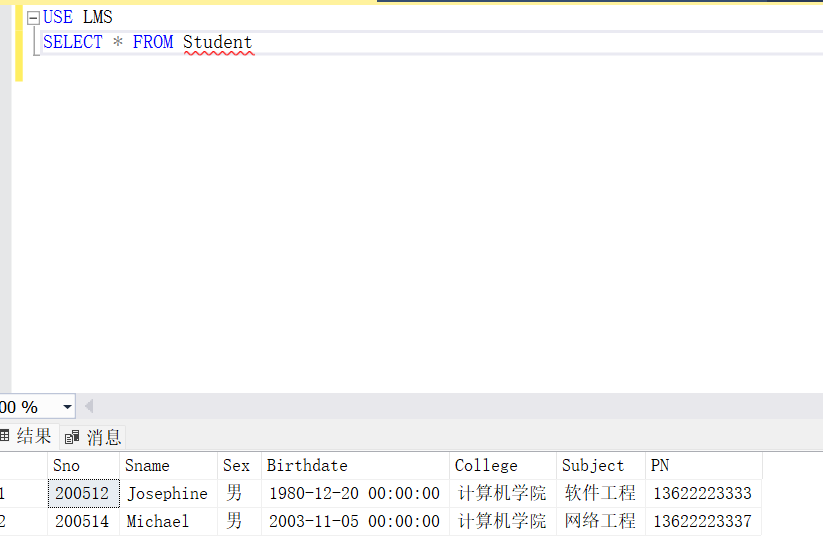 USE LMS
SELECT * FROM Student
00 %
结果 消息
Sno Sname Sex Birthdate College Subject PN
1 200512 Josephine 男 1980-12-20 00:00:00 计算机学院 软件工程 13622223333
2 200514 Michael 男 2003-11-05 00:00:00 计算机学院 网络工程 13622223337